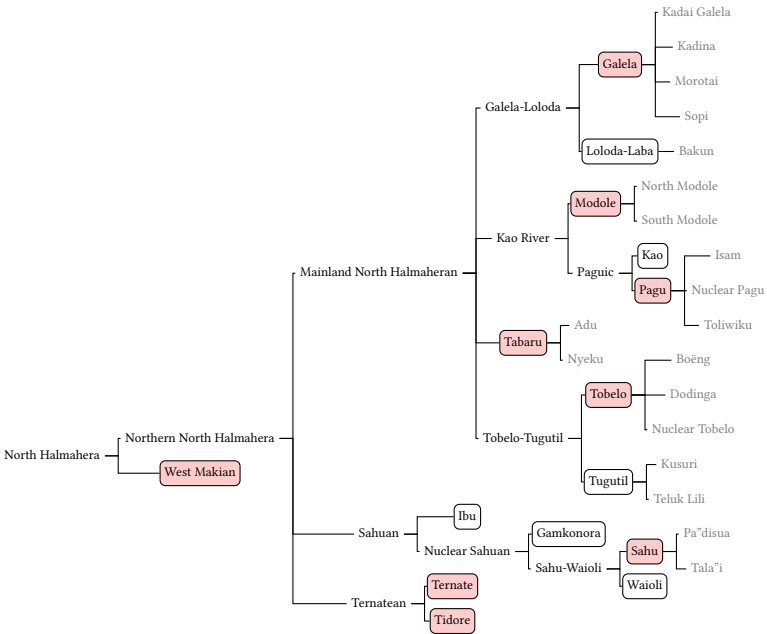 Kadai Galela
Kadina
Galela
Morotai
Galela-Loloda
Sopi
Loloda-Laba
Bakun
North Modole
Modole
South Modole
Kao River
Kao
Isam
Mainland North Halmaheran
Paguic
Pagu
Nuclear Pagu
Toliwiku
Adu
Tabaru
Nyeku
Boëng
Tobelo
Dodinga
Nuclear Tobelo
Northern North Halmahera
Tobelo-Tugutil
North Halmahera
Kusuri
West Makian
Tugutil
Teluk Lili
Ibu
Sahuan
Gamkonora
Pa"disua
Nuclear Sahuan
Sahu
Sahu-Waioli
Tala"i
Waioli
Ternate
Ternatean
Tidore